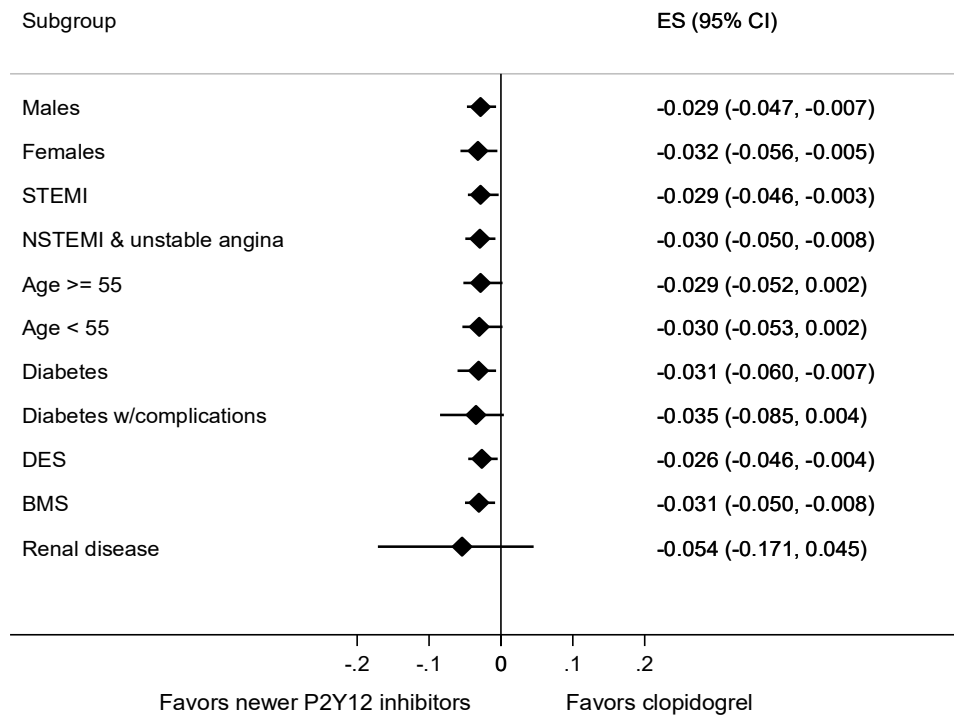 Subgroup ES (95% CI)
Males -0.029 (-0.047, -0.007)
Females -0.032 (-0.056, -0.005)
STEMI -0.029 (-0.046, -0.003)
NSTEMI & unstable angina -0.030 (-0.050, -0.008)
Age >= 55 -0.029 (-0.052, 0.002)
Age < 55 -0.030 (-0.053, 0.002)
Diabetes -0.031 (-0.060, -0.007)
Diabetes w/complications -0.035 (-0.085, 0.004)
DES -0.026 (-0.046, -0.004)
BMS -0.031 (-0.050, -0.008)
Renal disease -0.054 (-0.171, 0.045)
-.2 -.1 0 .1 .2
Favors newer P2Y12 inhibitors Favors clopidogrel